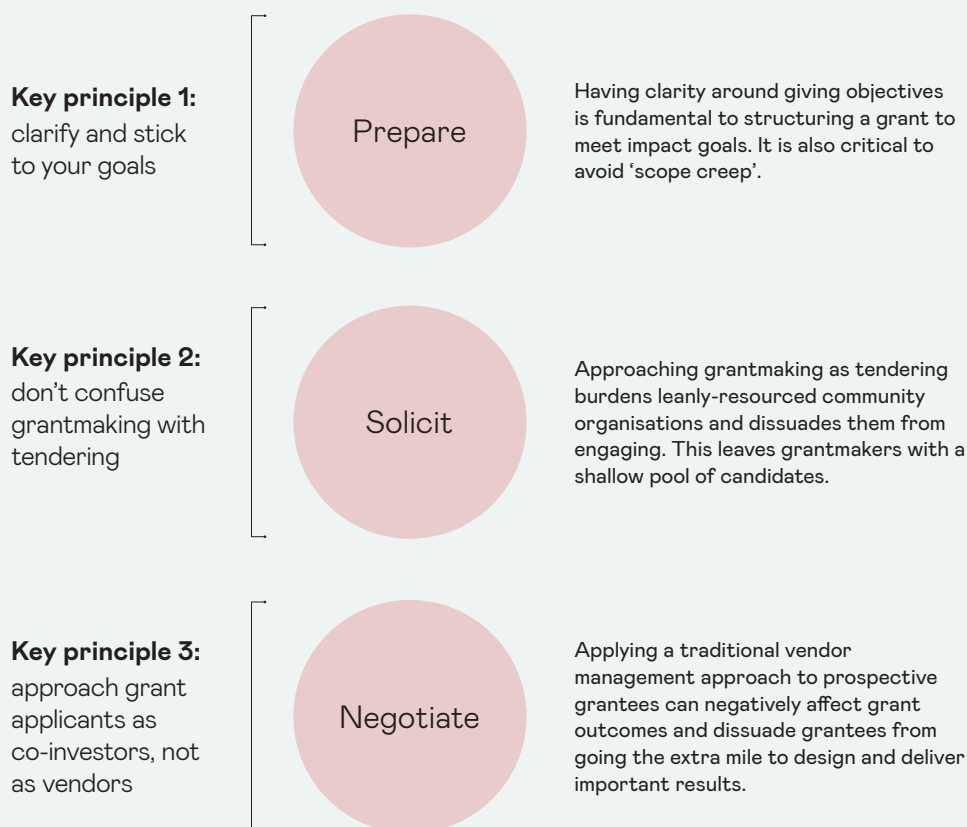 Key principle 1:
clarify and stick
to your goals
Prepare
Having clarity around giving objectives
is fundamental to structuring a grant to
meet impact goals. It is also critical to
avoid ‘scope creep’.
Key principle 2:
don’t confuse
grantmaking with
tendering
Solicit
Approaching grantmaking as tendering
burdens leanly-resourced community
organisations and dissuades them from
engaging. This leaves grantmakers with a
shallow pool of candidates.
Key principle 3:
approach grant
applicants as
co-investors, not
as vendors
Negotiate
Applying a traditional vendor
management approach to prospective
grantees can negatively affect grant
outcomes and dissuade grantees from
going the extra mile to design and deliver
important results.